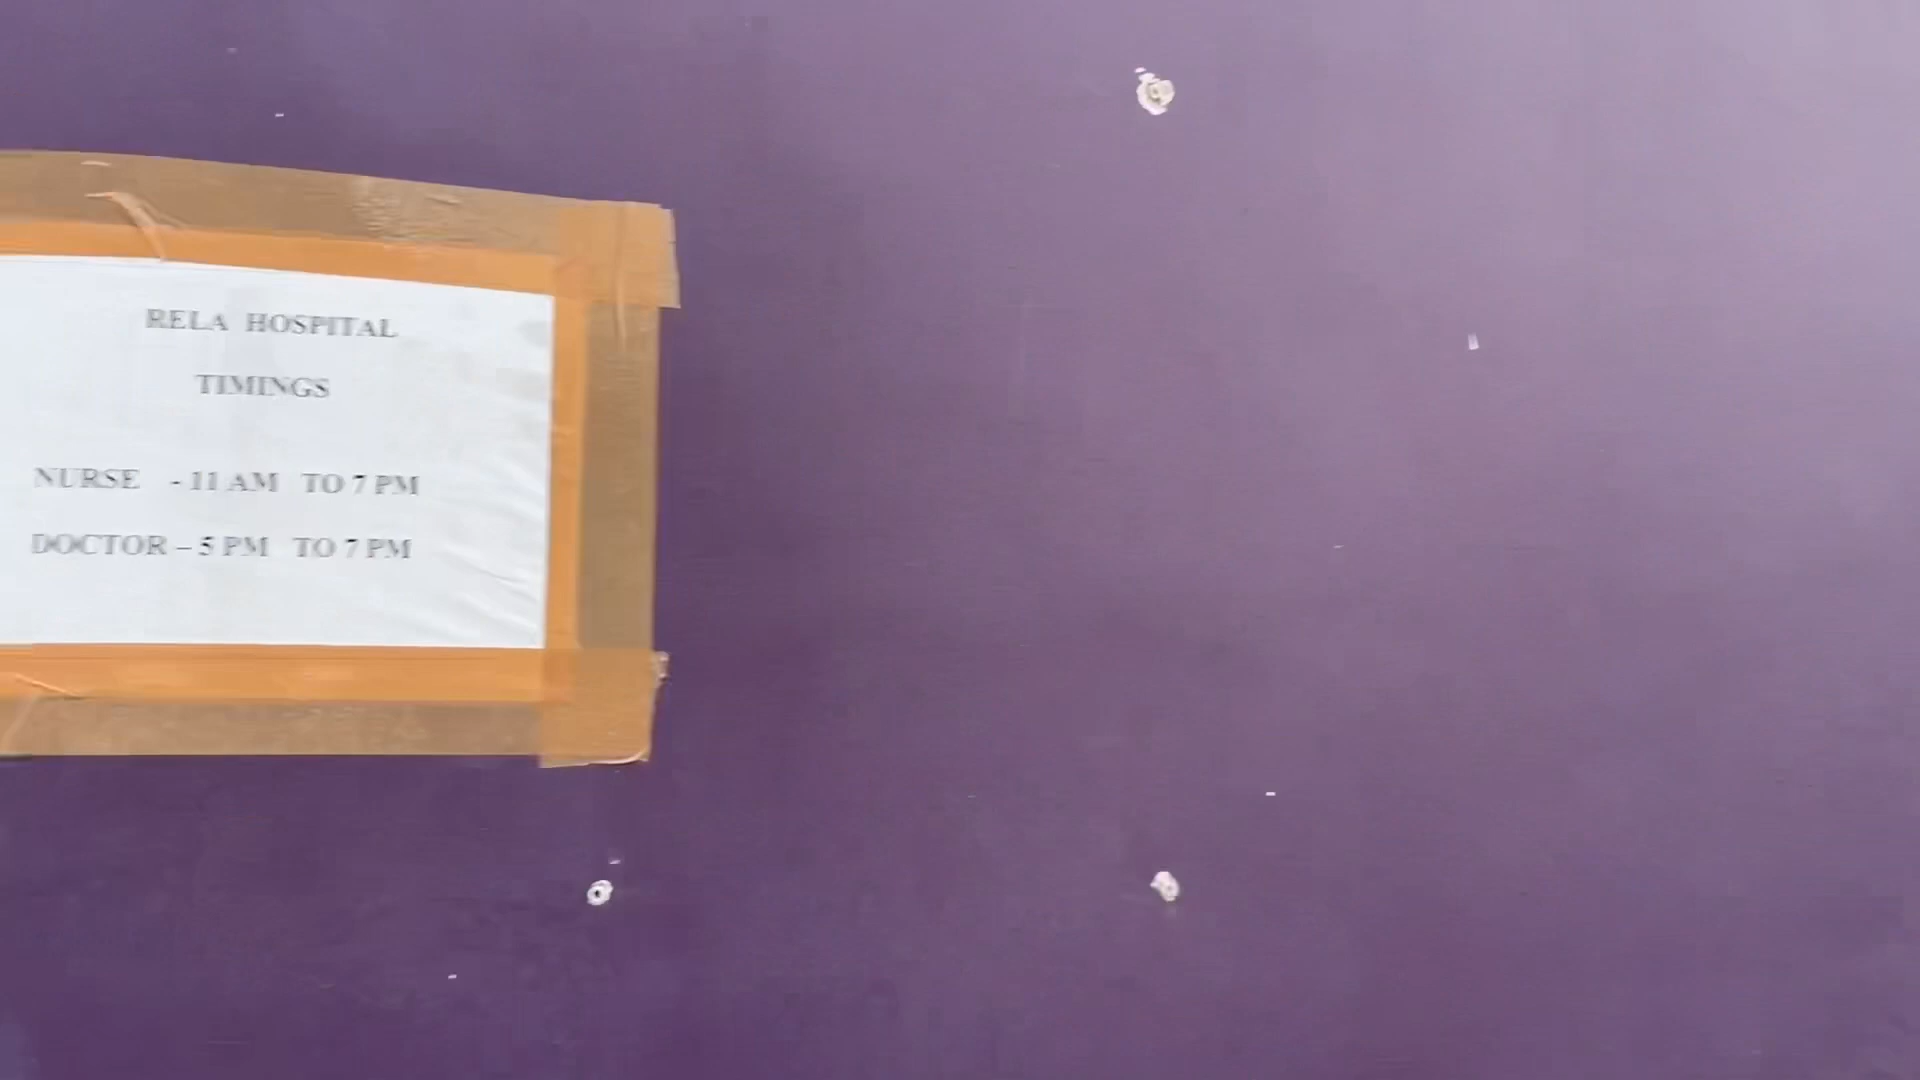 RELA HOSPITAL
TIMINGS
NURSE - 11 AM TO 7 PM
DOCTOR – 5 PM TO 7 PM